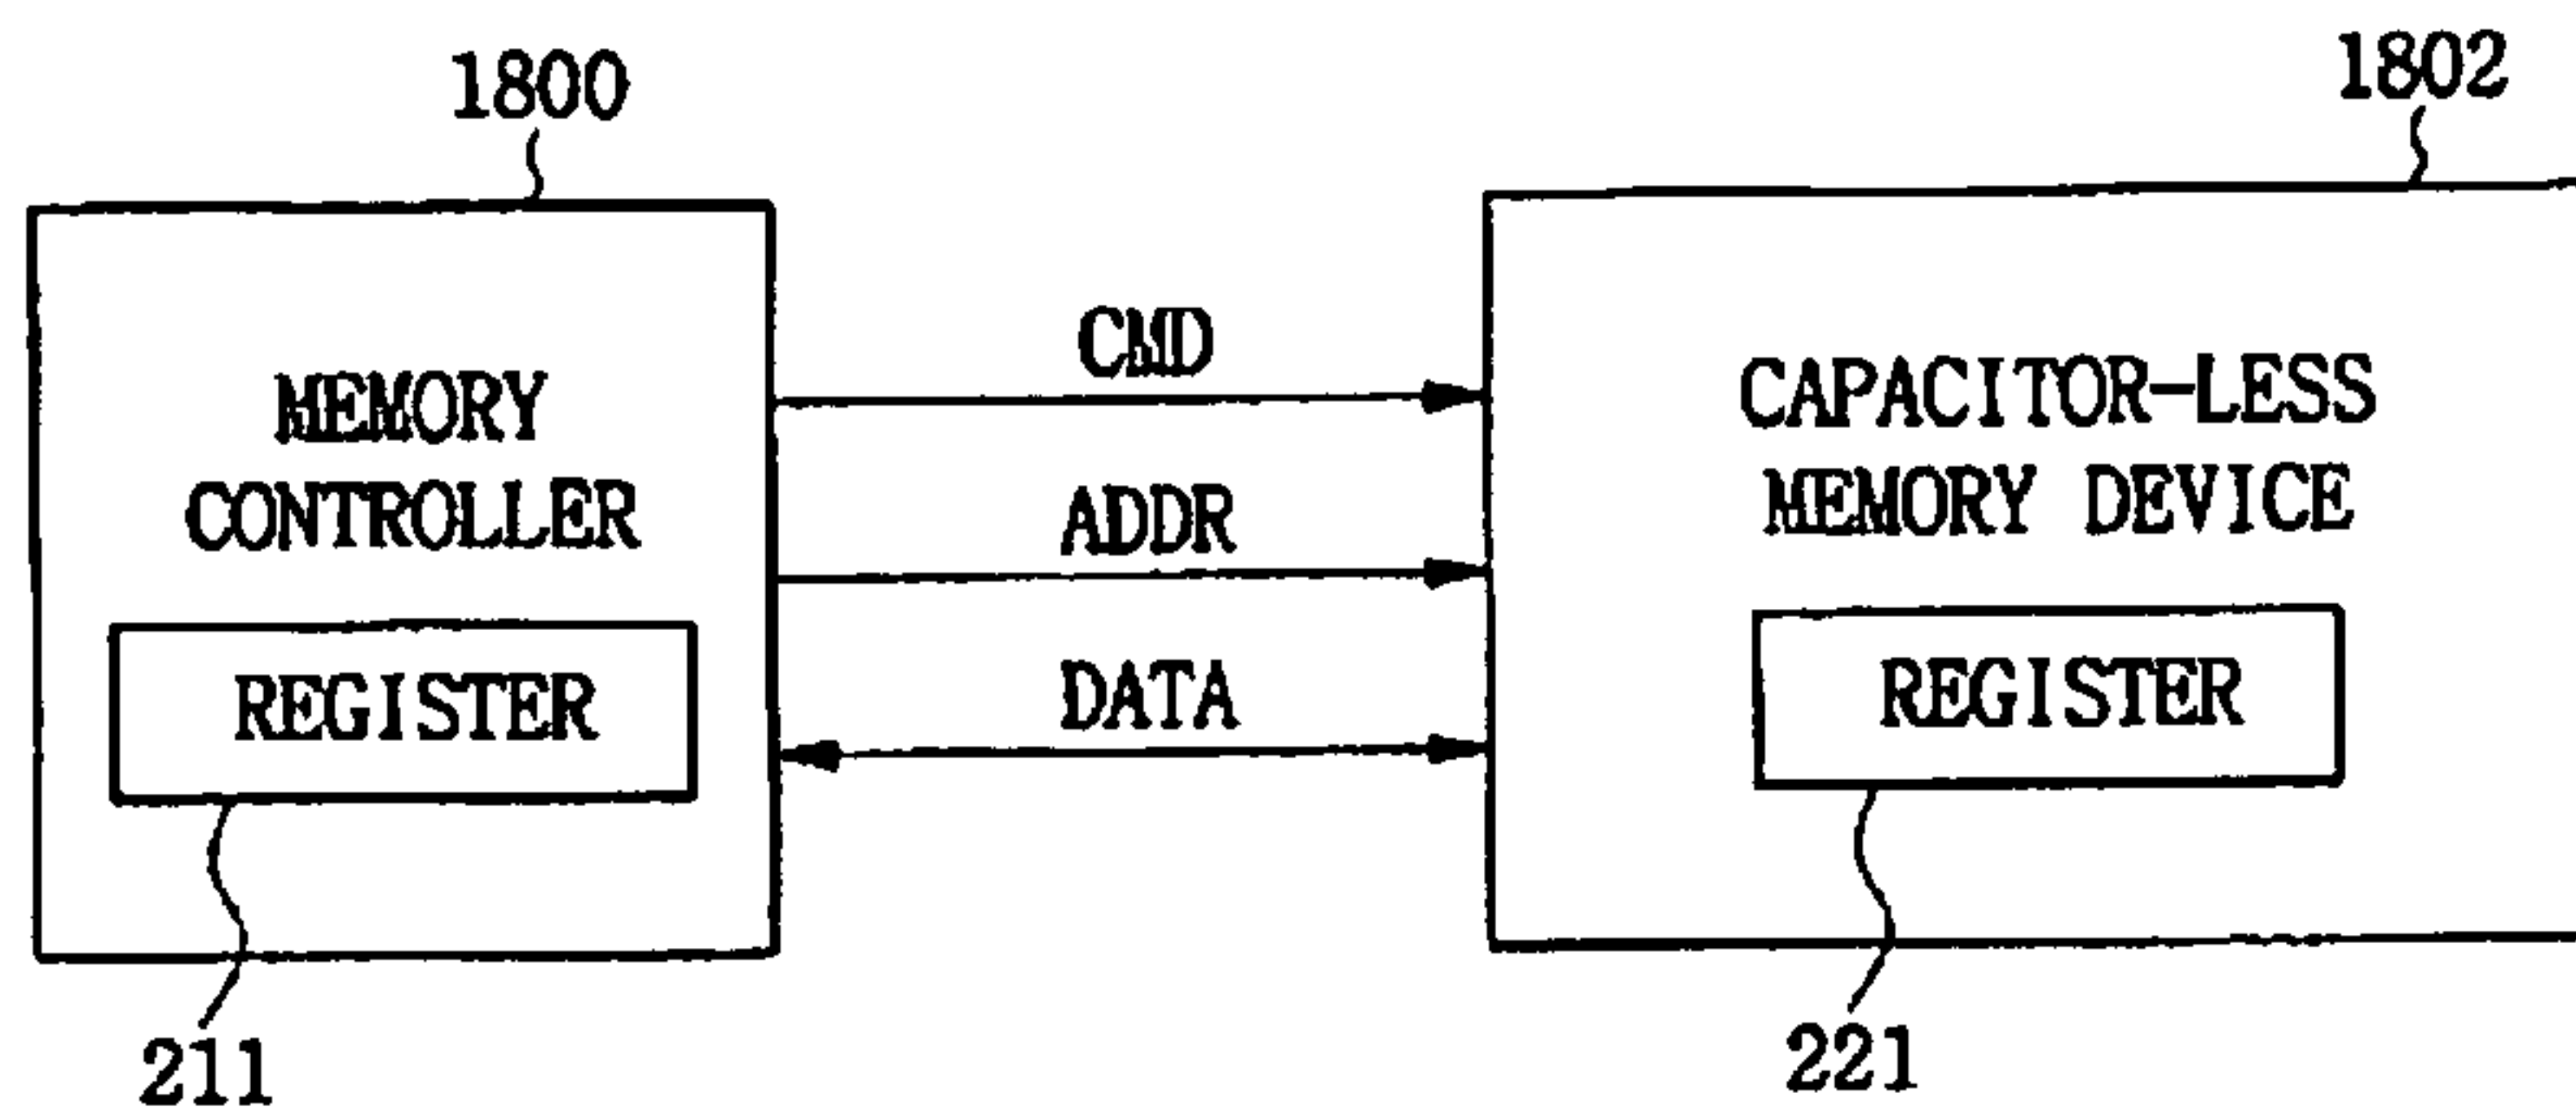 1800
1802
MEMORY
CONTROLLER
REGISTER
211
CMD
ADDR
DATA
CAPACITOR-LESS
MEMORY DEVICE
REGISTER
221